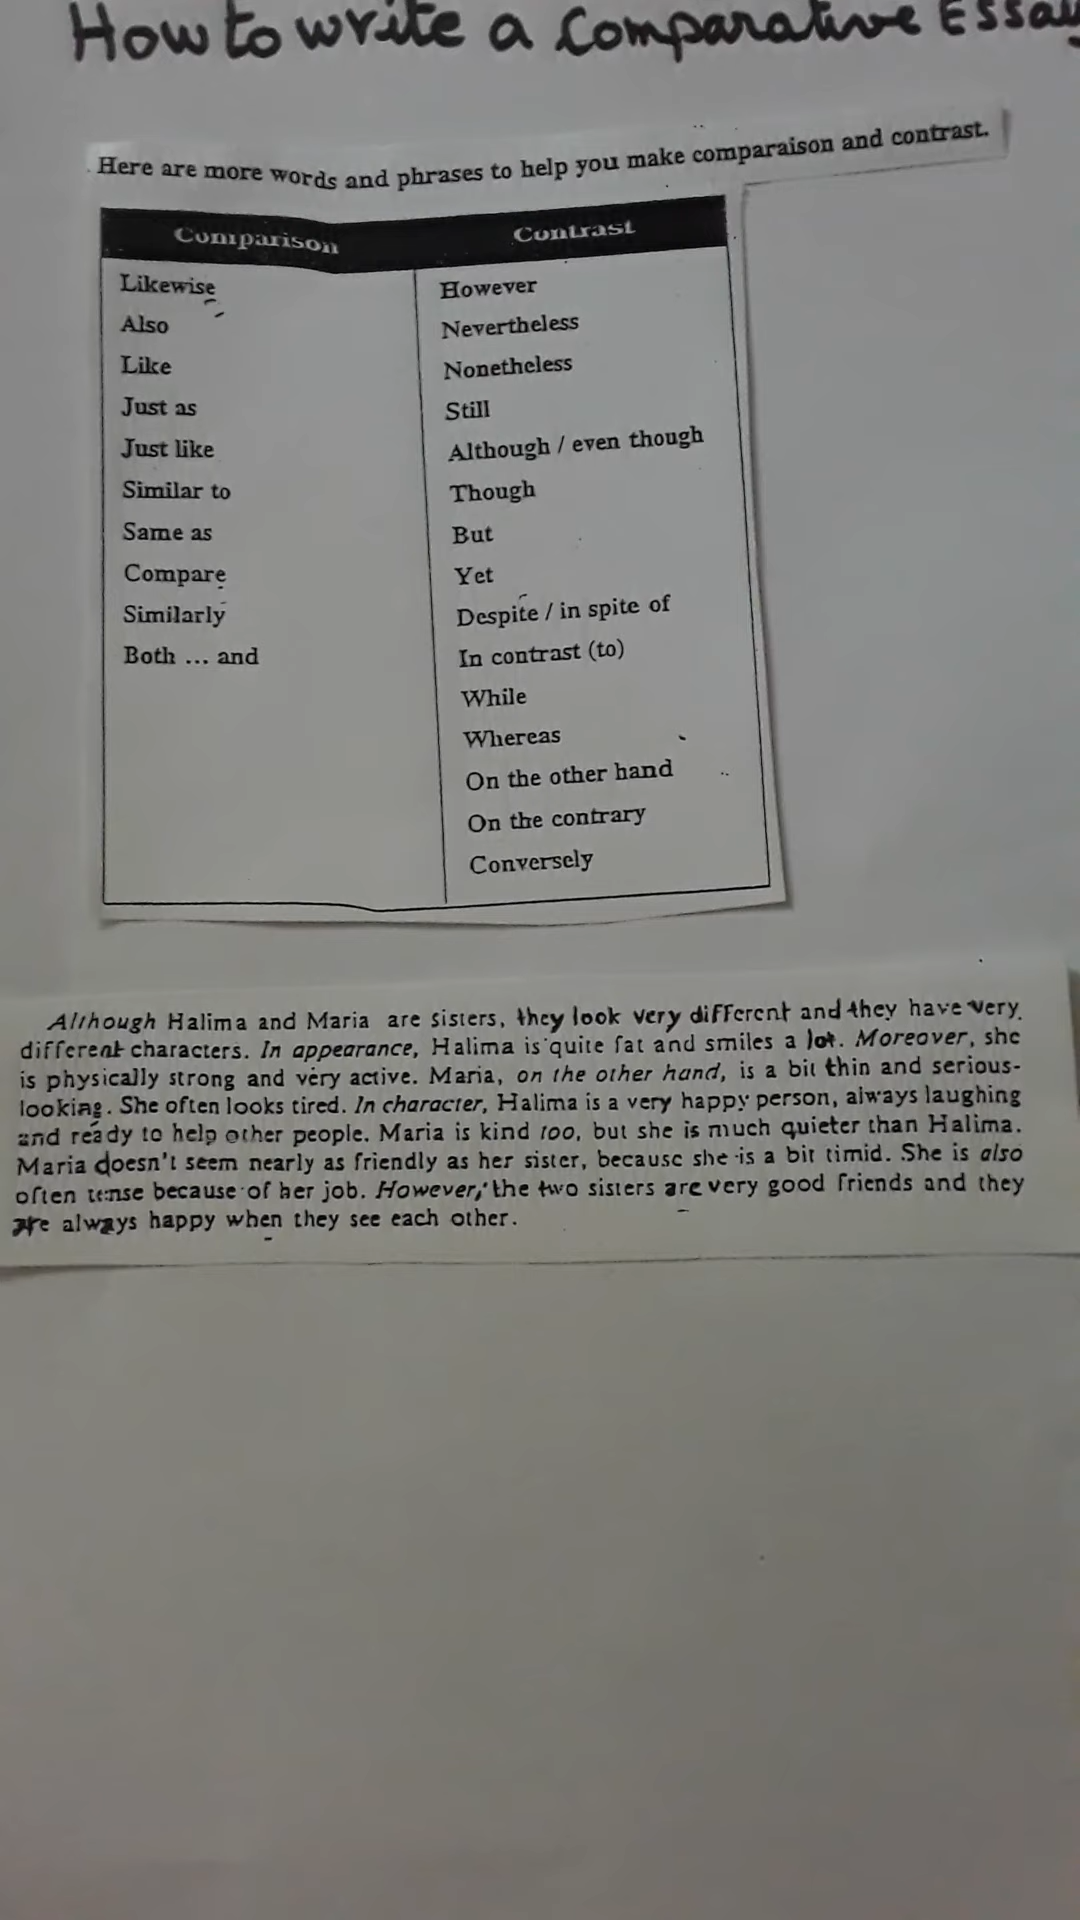 How to write a Comparative Essay
Here are more words and phrases to help you make comparaison and contrast.
Comparison Contrast
Likewise However
Also Nevertheless
Like Nonetheless
Just as Still
Just like Although / even though
Similar to Though
Same as But
Compare Yet
Similarly Despite / in spite of
Both ... and In contrast (to)
While
Whereas
On the other hand
On the contrary
Conversely
Although Halima and Maria are sisters, they look very different and they have very
different characters. In appearance, Halima is quite fat and smiles a lot. Moreover, she
is physically strong and very active. Maria, on the other hand, is a bit thin and serious-
looking. She often looks tired. In character, Halima is a very happy person, always laughing
and ready to help other people. Maria is kind too, but she is much quieter than Halima.
Maria doesn't seem nearly as friendly as her sister, because she is a bit timid. She is also
often tense because of her job. However, the two sisters are very good friends and they
are always happy when they see each other.